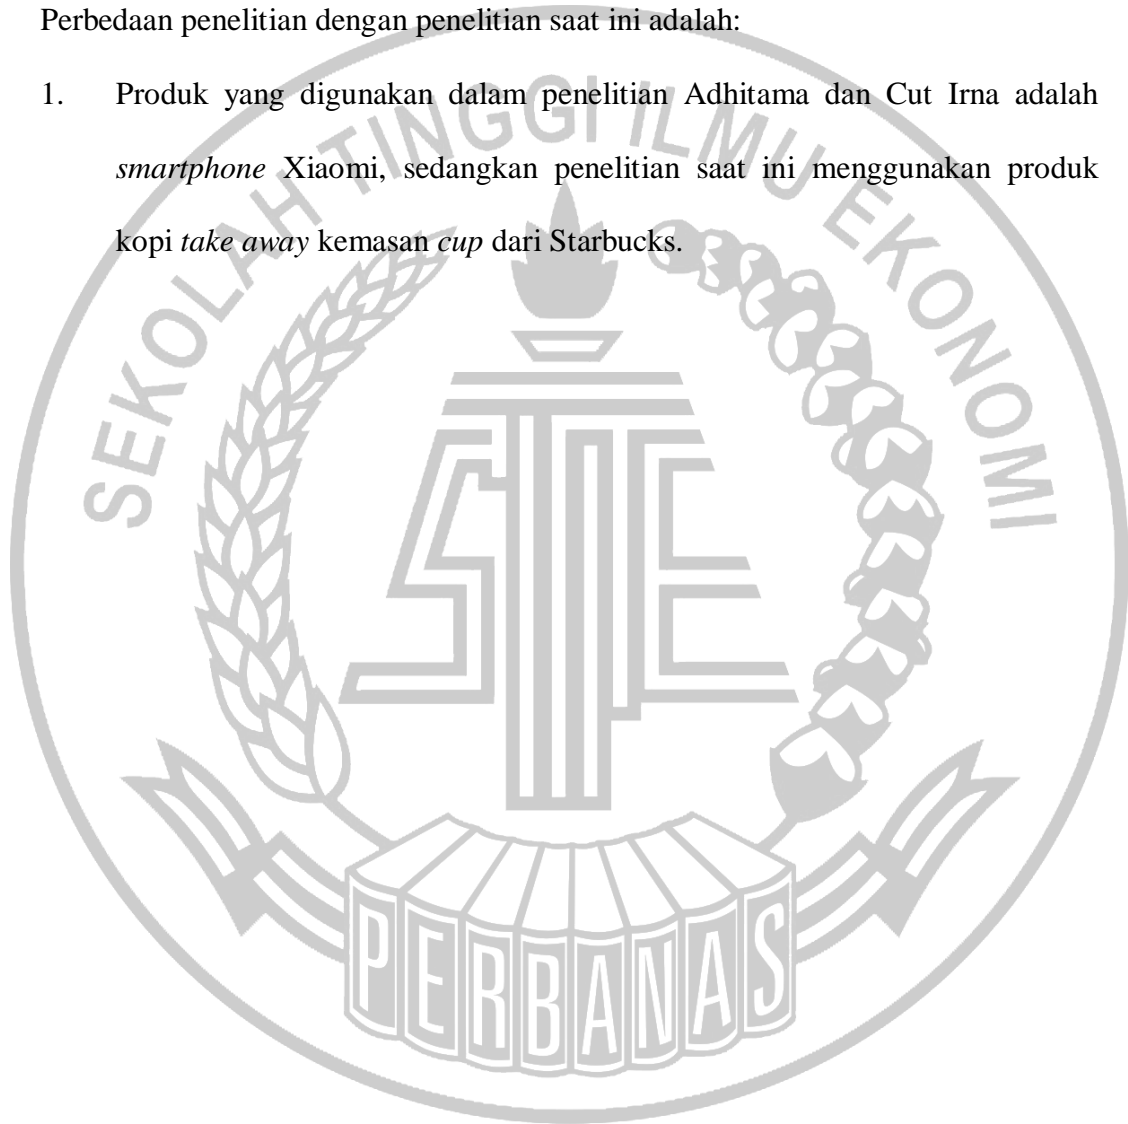 Perbedaan penelitian dengan penelitian saat ini adalah:
1. Produk yang digunakan dalam penelitian Adhitama dan Cut Irna adalah
smartphone Xiaomi, sedangkan penelitian saat ini menggunakan produk
kopi take away kemasan cup dari Starbucks.
SEKOLAH TINGGI ILMU EKONOMI
STIE
PERBANAS